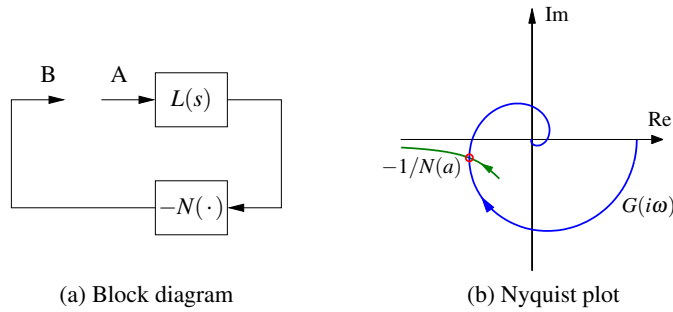 B
A
L(s)
−N(·)
(a) Block diagram
Im
Re
−1/N(a)
G(iω)
(b) Nyquist plot